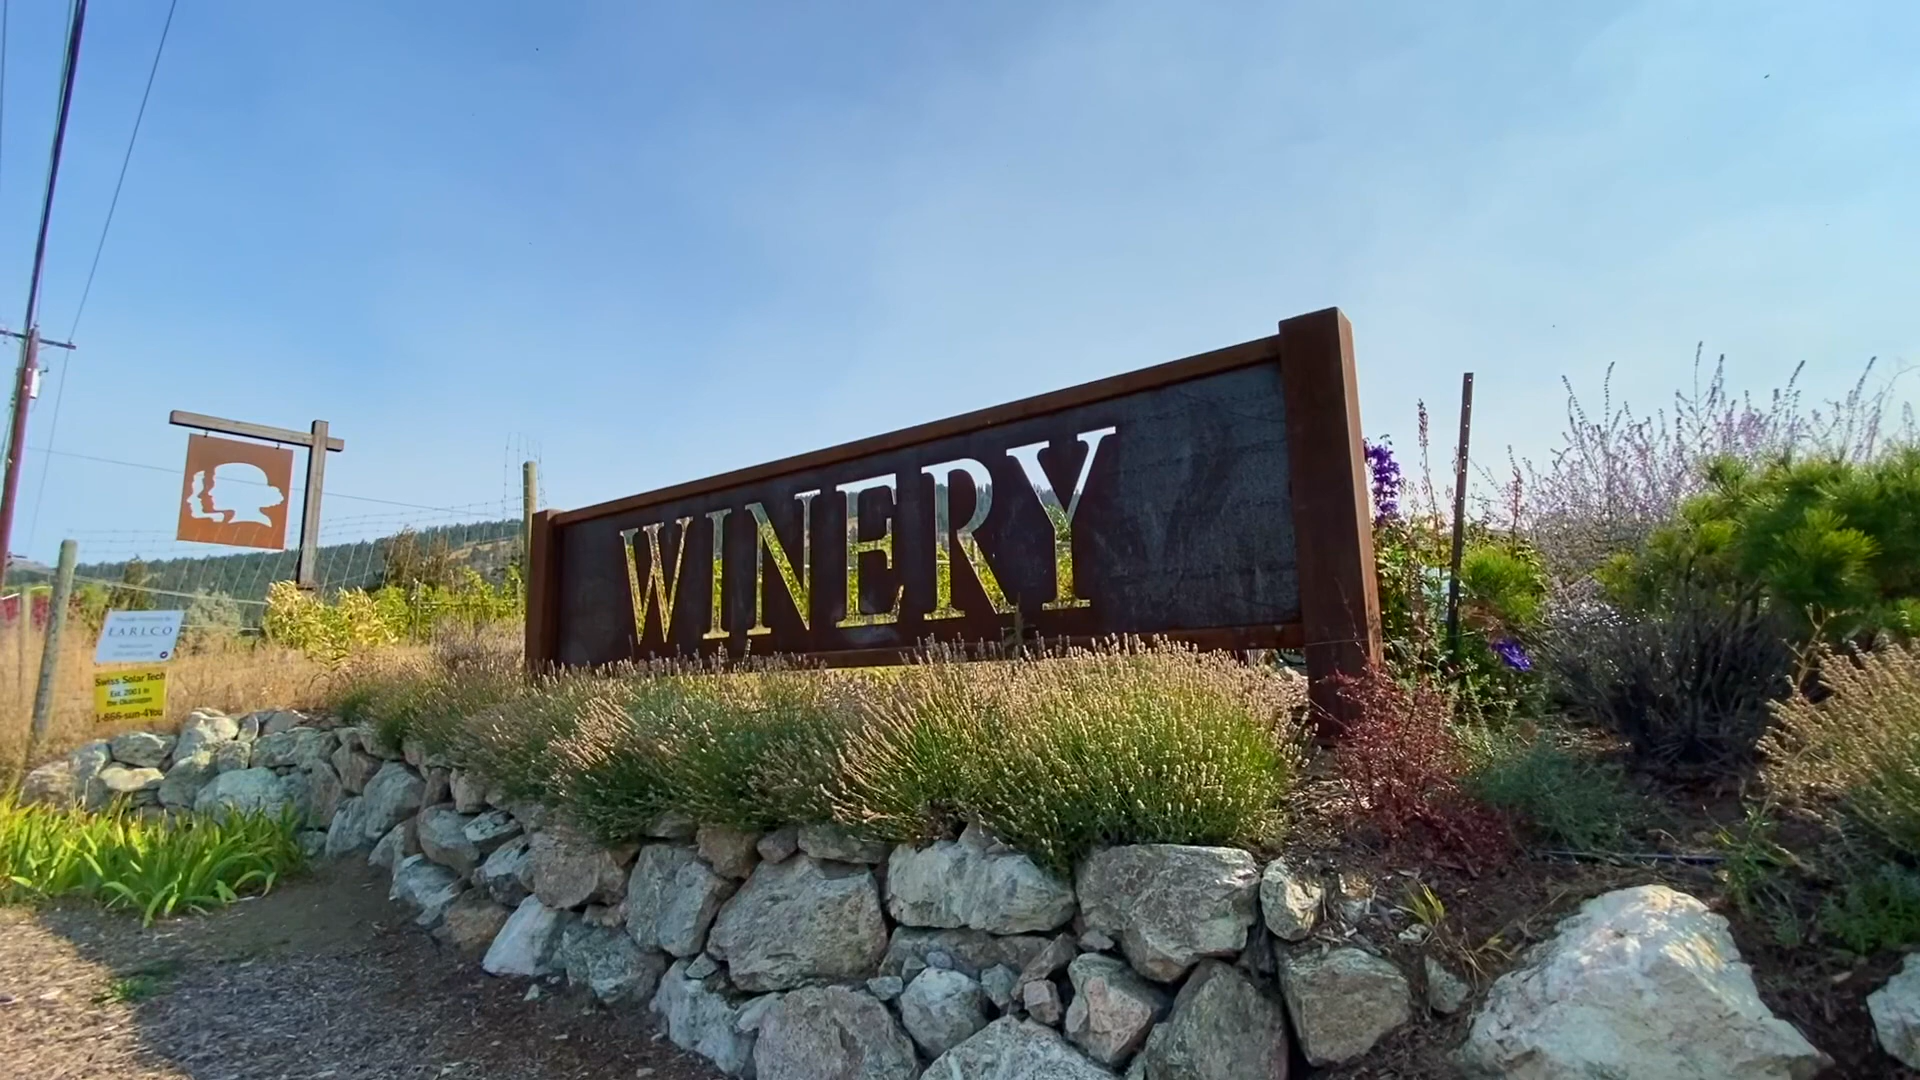 WINERY
EARLCO
Swiss Solar Tech
Est. 2001 in
the Okanagan
1-866-sun-4You